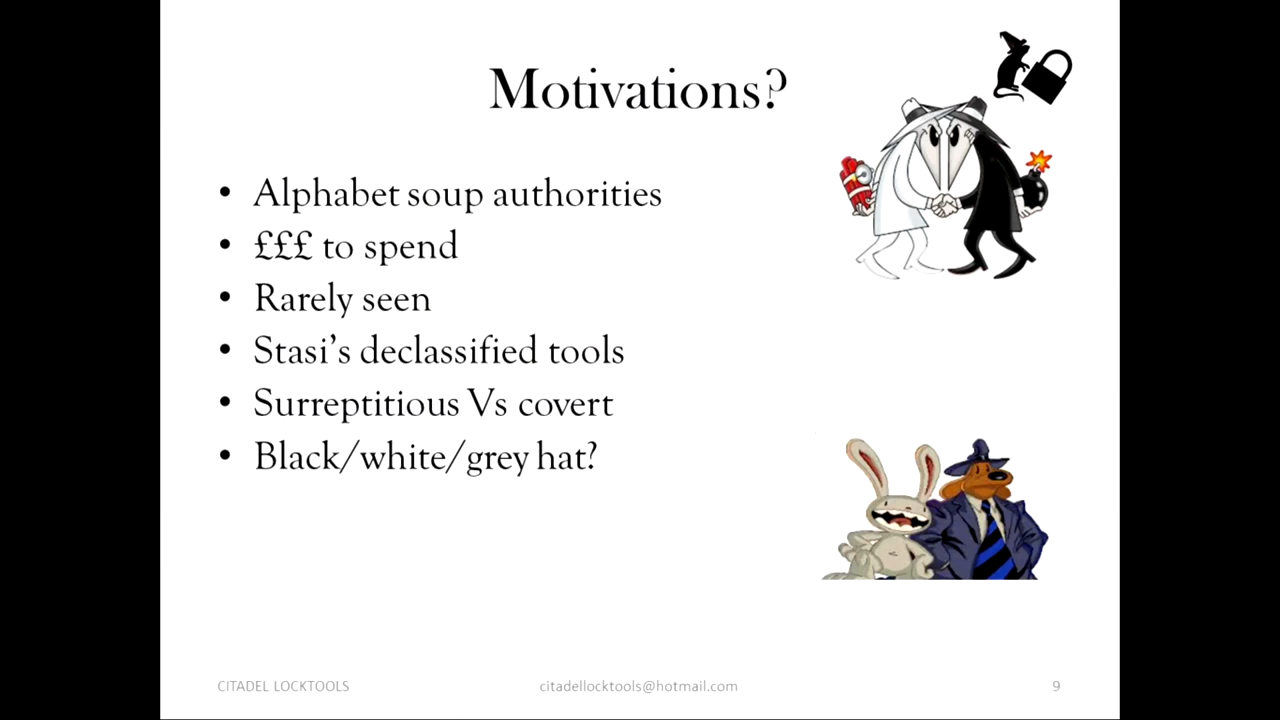 Motivations?
• Alphabet soup authorities
• £££ to spend
• Rarely seen
• Stasi's declassified tools
• Surreptitious Vs covert
• Black/white/grey hat?
CITADEL LOCKTOOLS
citadellocktools@hotmail.com
9